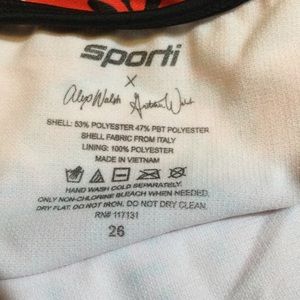 sporti
X
Alex Walsh
SHELL: 53% POLYESTER 47% PBT POLYESTER
SHELL FABRIC FROM ITALY
LINING: 100% POLYESTER
MADE IN VIETNAM
HAND WASH COLD SEPARATELY.
ONLY NON-CHLORINE BLEACH WHEN NEEDED.
DRY FLAT. DO NOT IRON. DO NOT DRY CLEAN.
RN# 117131
26